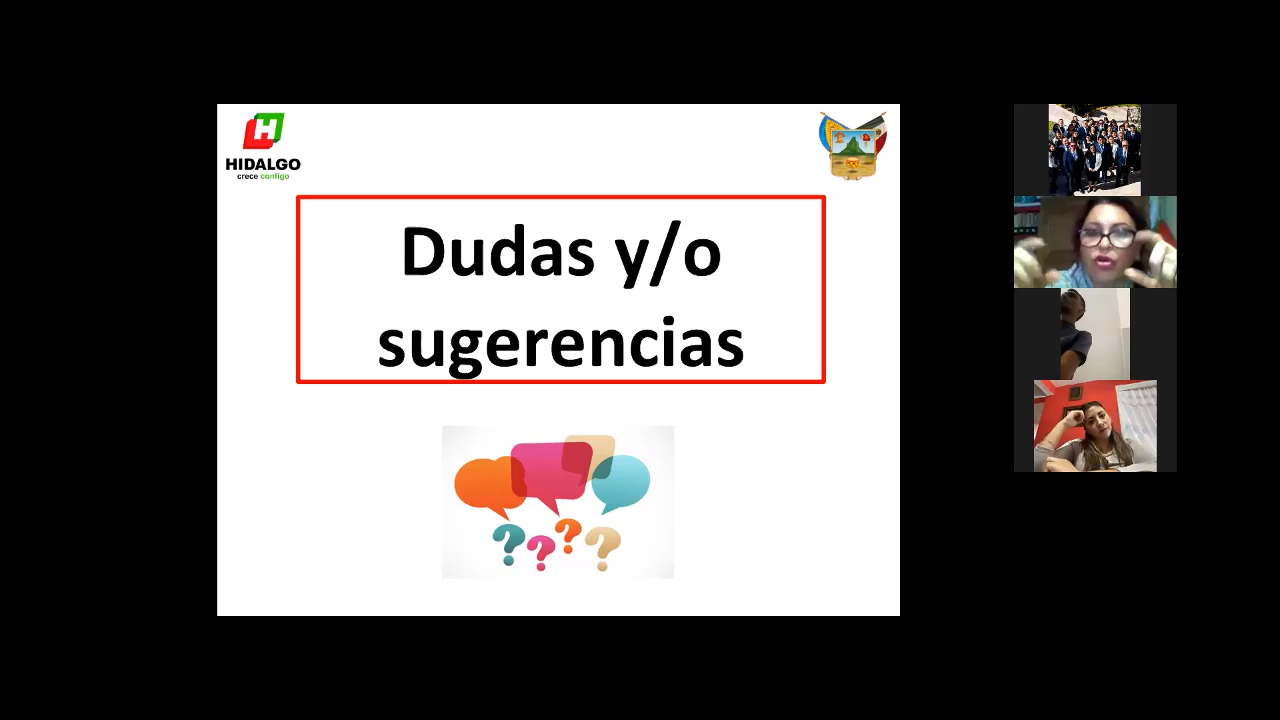 H
HIDALGO
crece contigo
Dudas y/o
sugerencias
? ? ? ?